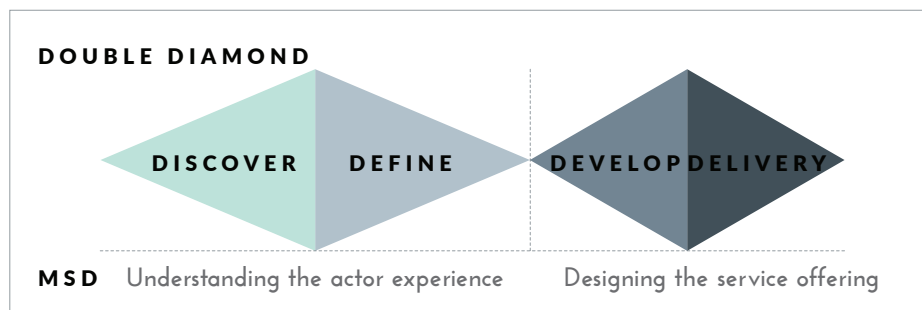 DOUBLE DIAMOND
DISCOVER DEFINE DEVELOP DELIVERY
MSD Understanding the actor experience Designing the service offering